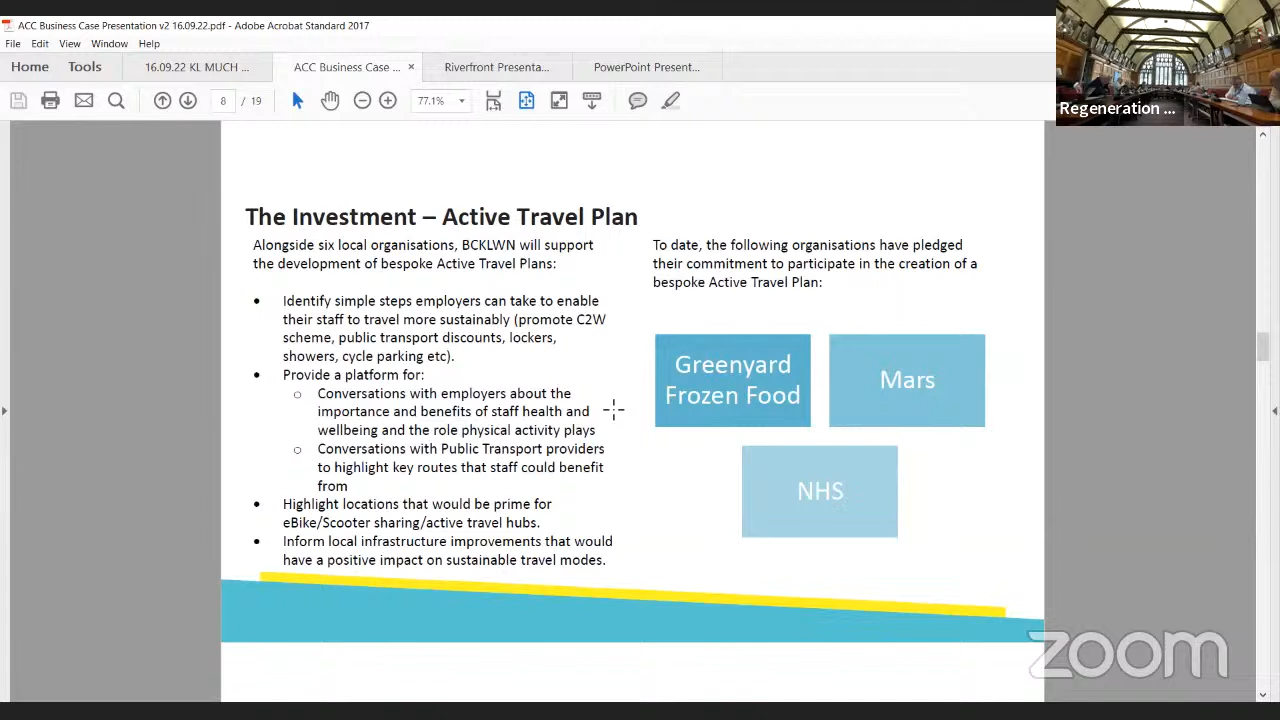 ACC Business Case Presentation v2 16.09.22.pdf - Adobe Acrobat Standard 2017
File Edit View Window Help
Home Tools 16.09.22 KL MUCH ... ACC Business Case ... × PowerPoint Present...
8 / 19 77.1%
Regeneration ...
The Investment – Active Travel Plan
Alongside six local organisations, BCKLWN will support
the development of bespoke Active Travel Plans:
• Identify simple steps employers can take to enable
their staff to travel more sustainably (promote C2W
scheme, public transport discounts, lockers,
showers, cycle parking etc).
• Provide a platform for:
o Conversations with employers about the
importance and benefits of staff health and
wellbeing and the role physical activity plays
o Conversations with Public Transport providers
to highlight key routes that staff could benefit
from
• Highlight locations that would be prime for
eBike/Scooter sharing/active travel hubs.
• Inform local infrastructure improvements that would
have a positive impact on sustainable travel modes.
To date, the following organisations have pledged
their commitment to participate in the creation of a
bespoke Active Travel Plan:
Greenyard
Frozen Food
Mars
NHS
zoom